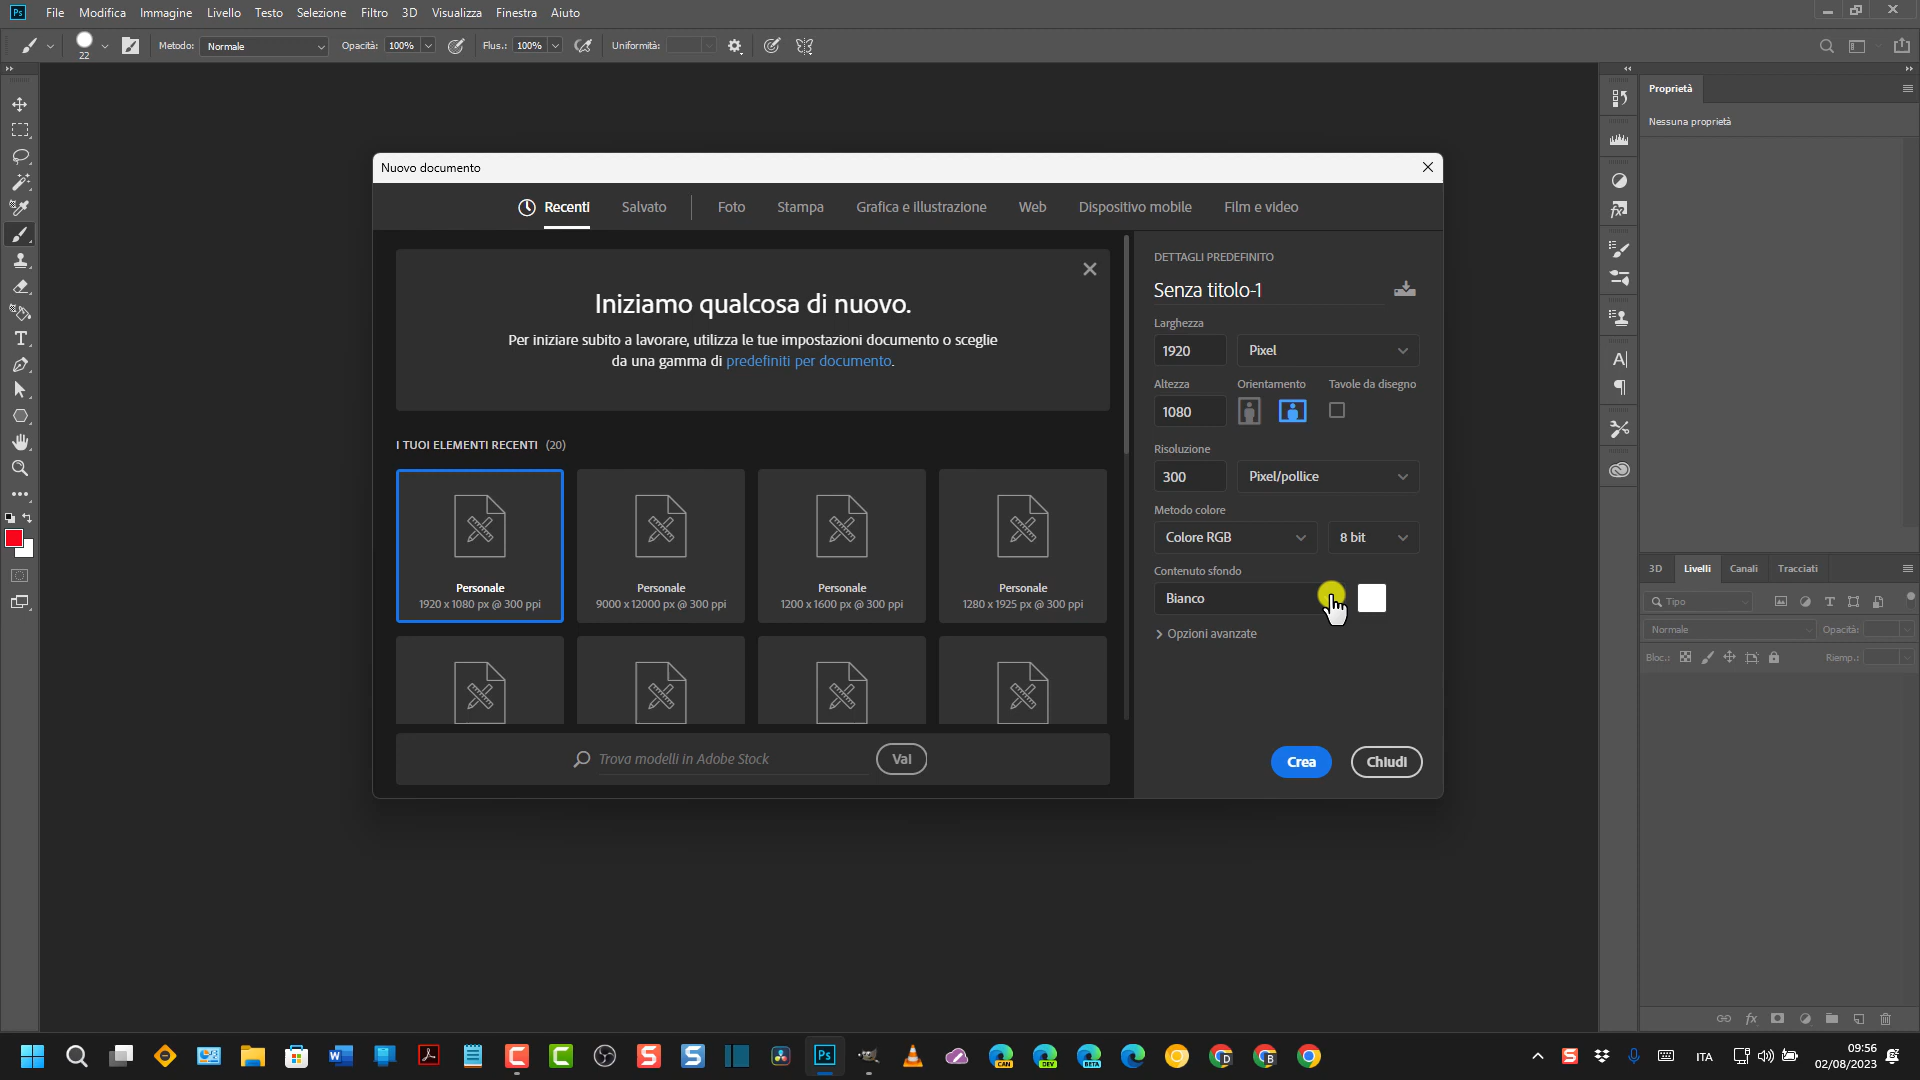 Ps File Modifica Immagine Livello Testo Selezione Filtro 3D Visualizza Finestra Aiuto
22 Metodo: Normale Opacità: 100% Flus.: 100% Uniformità:
Proprietà
Nessuna proprietà
Nuovo documento
Recenti Salvato Foto Stampa Grafica e illustrazione Web Dispositivo mobile Film e video
Iniziamo qualcosa di nuovo.
Per iniziare subito a lavorare, utilizza le tue impostazioni documento o sceglie
da una gamma di predefiniti per documento.
I TUOI ELEMENTI RECENTI (20)
Personale
1920 x 1080 px @ 300 ppi
Personale
9000 x 12000 px @ 300 ppi
Personale
1200 x 1600 px @ 300 ppi
Personale
1280 x 1925 px @ 300 ppi
Trova modelli in Adobe Stock Vai
DETTAGLI PREDEFINITO
Senza titolo-1
Larghezza
1920 Pixel
Altezza Orientamento Tavole da disegno
1080
Risoluzione
300 Pixel/pollice
Metodo colore
Colore RGB 8 bit
Contenuto sfondo
Bianco
Opzioni avanzate
Crea Chiudi
3D Livelli Canali Tracciati
Tipo
Normale Opacità:
Bloc.: Riemp.:
CAN DEV BETA D B
ITA
09:56
02/08/2023